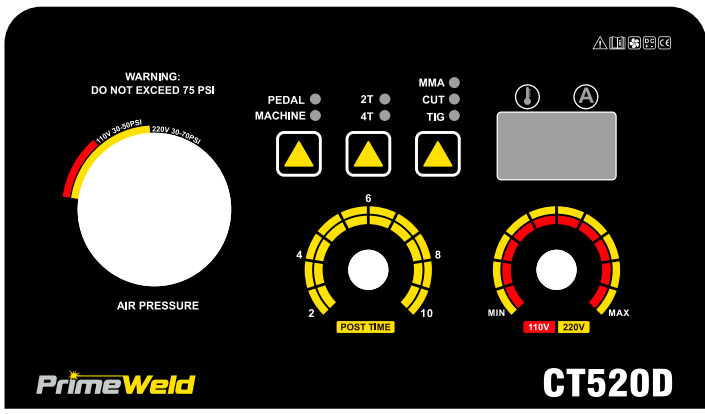 WARNING:
DO NOT EXCEED 75 PSI
110V 30-50PSI
220V 30-70PSI
AIR PRESSURE
PEDAL
MACHINE
2T
4T
MMA
CUT
TIG
A
2
4
6
8
10
POST TIME
MIN
MAX
110V
220V
PrimeWeld
CT520D